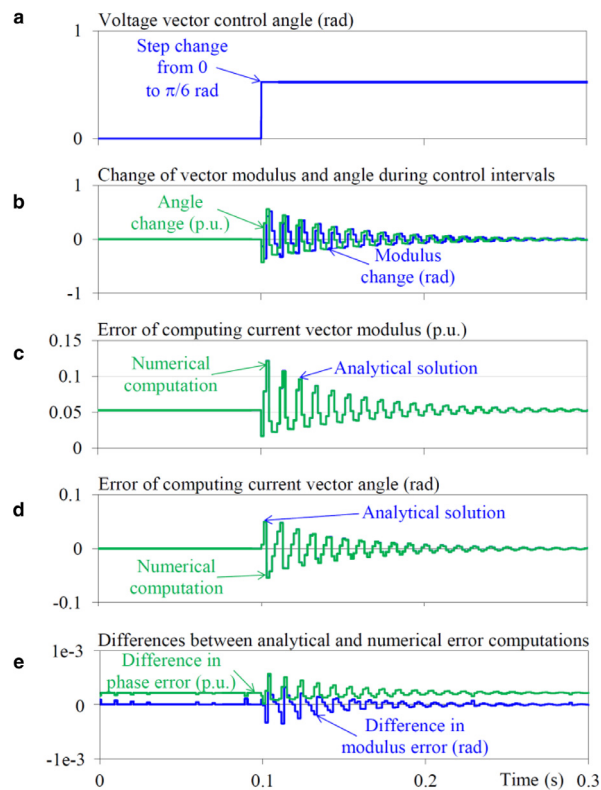 a
Voltage vector control angle (rad)
1
Step change
from 0
to π/6 rad
0
b
Change of vector modulus and angle during control intervals
1
Angle
change (p.u.)
0
Modulus
change (rad)
-1
c
Error of computing current vector modulus (p.u.)
0.15
Numerical
computation
Analytical solution
0.10
0.05
0
d
Error of computing current vector angle (rad)
0.1
Analytical solution
0
Numerical
computation
-0.1
e
Differences between analytical and numerical error computations
1e-3
Difference in
phase error (p.u.)
0
Difference in
modulus error (rad)
-1e-3
0
0.1
0.2
Time (s)
0.3